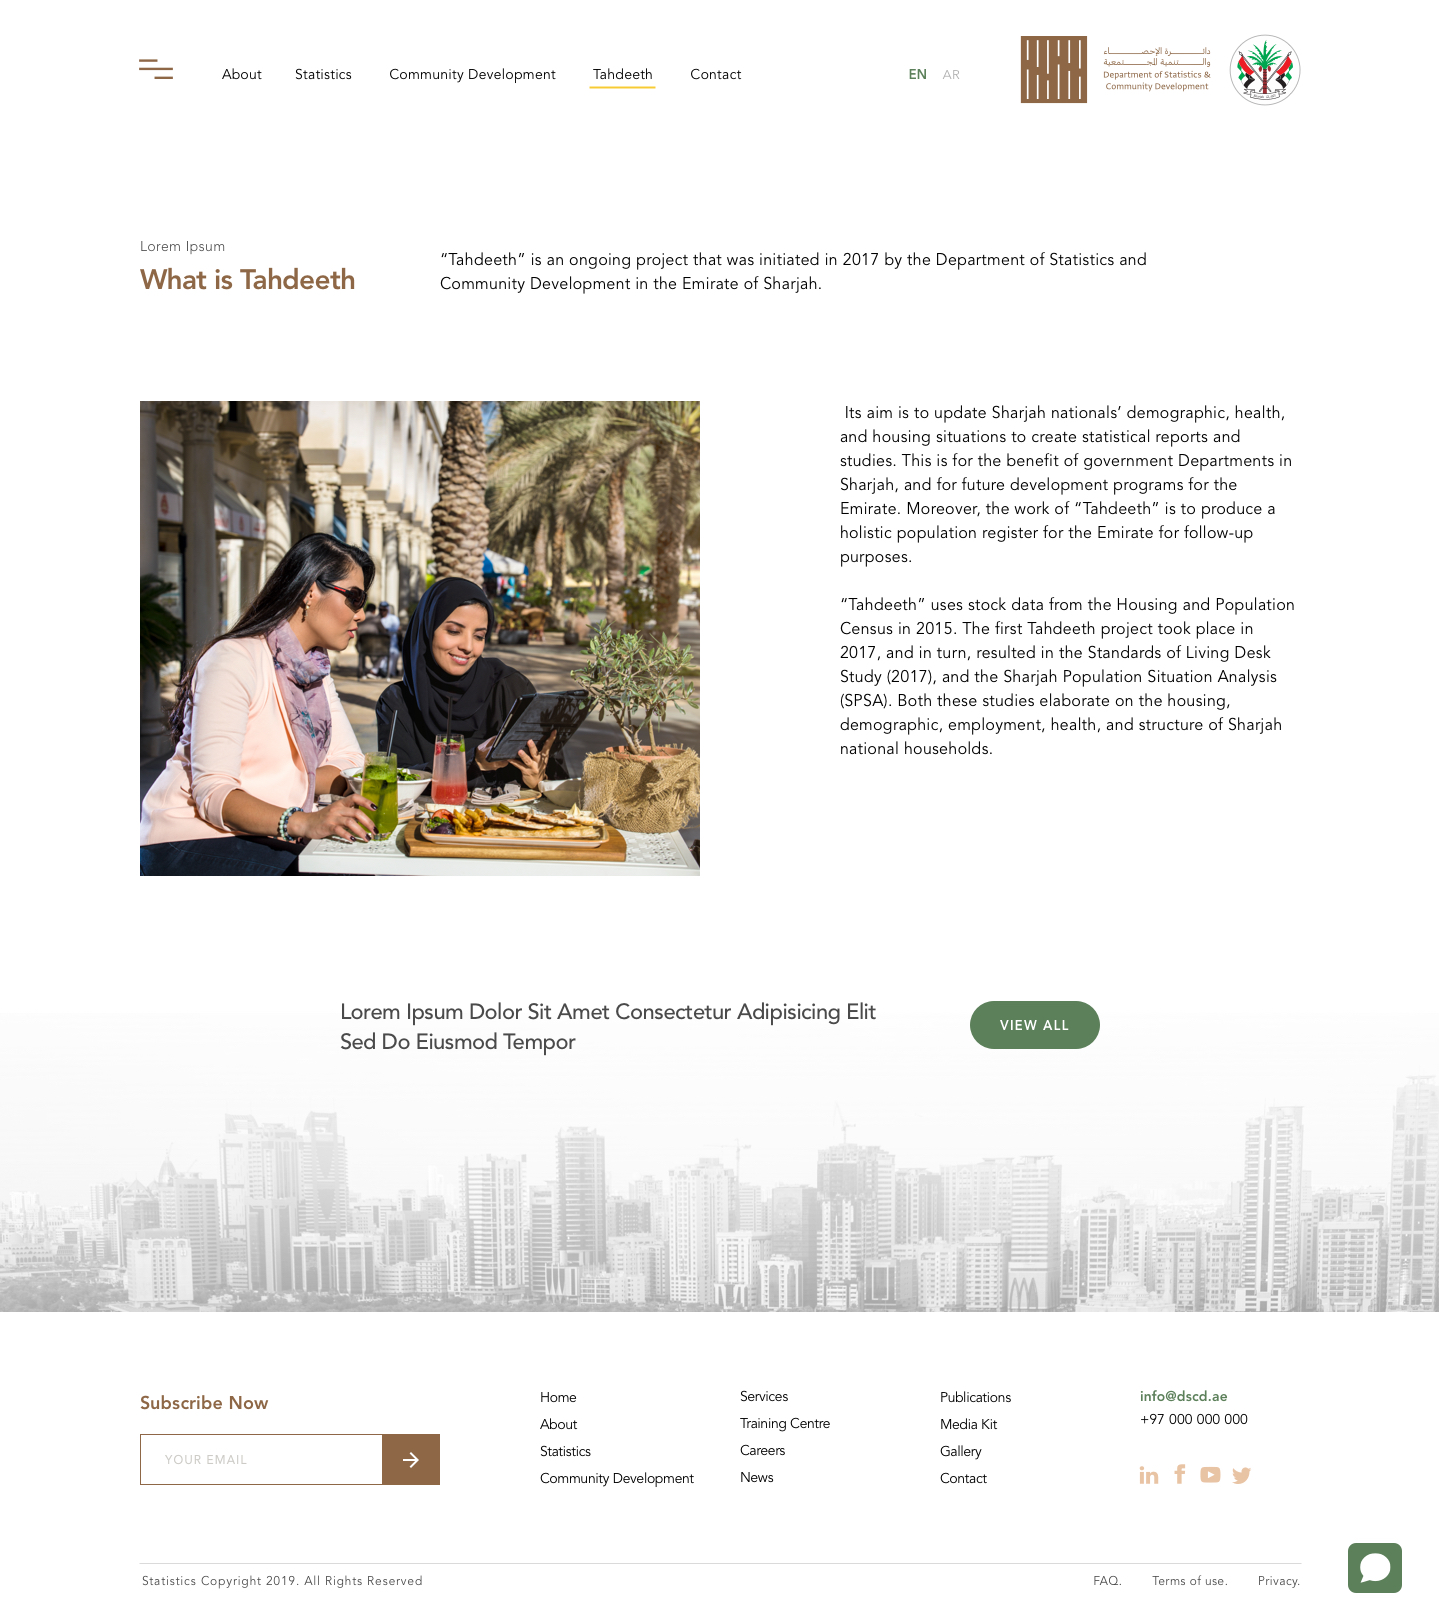 About Statistics Community Development Tahdeeth Contact EN AR
دائرة الإحصاء
والتنمية المجتمعية
Department of Statistics &
Community Development
Lorem Ipsum
What is Tahdeeth
“Tahdeeth” is an ongoing project that was initiated in 2017 by the Department of Statistics and
Community Development in the Emirate of Sharjah.
Its aim is to update Sharjah nationals’ demographic, health,
and housing situations to create statistical reports and
studies. This is for the benefit of government Departments in
Sharjah, and for future development programs for the
Emirate. Moreover, the work of “Tahdeeth” is to produce a
holistic population register for the Emirate for follow-up
purposes.
“Tahdeeth” uses stock data from the Housing and Population
Census in 2015. The first Tahdeeth project took place in
2017, and in turn, resulted in the Standards of Living Desk
Study (2017), and the Sharjah Population Situation Analysis
(SPSA). Both these studies elaborate on the housing,
demographic, employment, health, and structure of Sharjah
national households.
Lorem Ipsum Dolor Sit Amet Consectetur Adipisicing Elit
Sed Do Eiusmod Tempor
VIEW ALL
Subscribe Now
YOUR EMAIL
Home
About
Statistics
Community Development
Services
Training Centre
Careers
News
Publications
Media Kit
Gallery
Contact
info@dscd.ae
+97 000 000 000
Statistics Copyright 2019. All Rights Reserved
FAQ. Terms of use. Privacy.